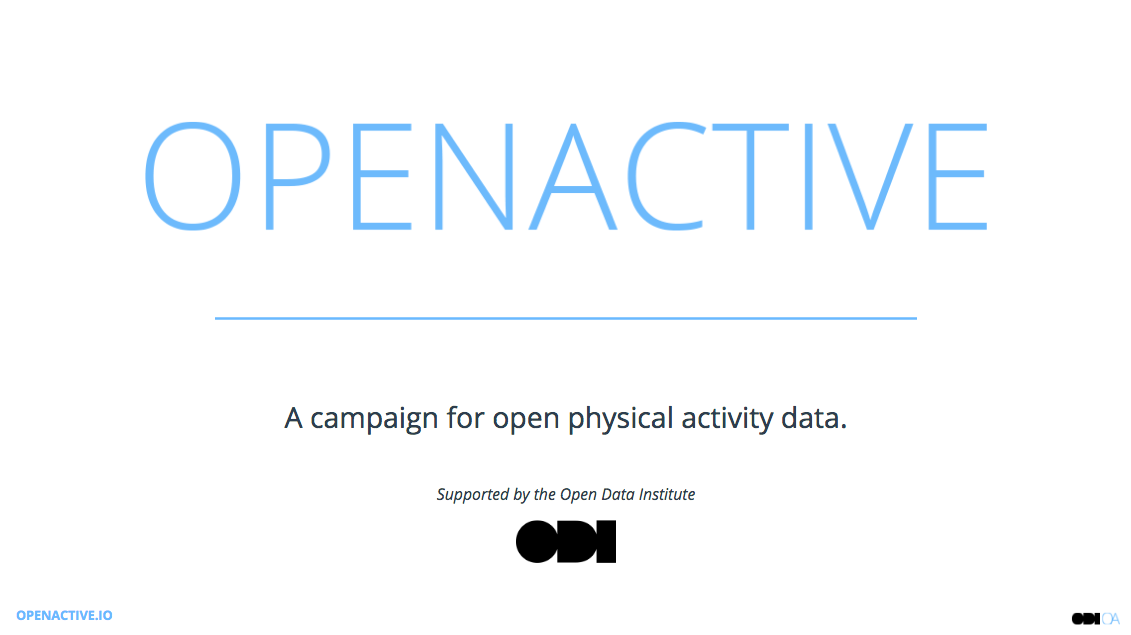 OPENACTIVE
A campaign for open physical activity data.
Supported by the Open Data Institute
ODI
OPENACTIVE.IO
ODI OA